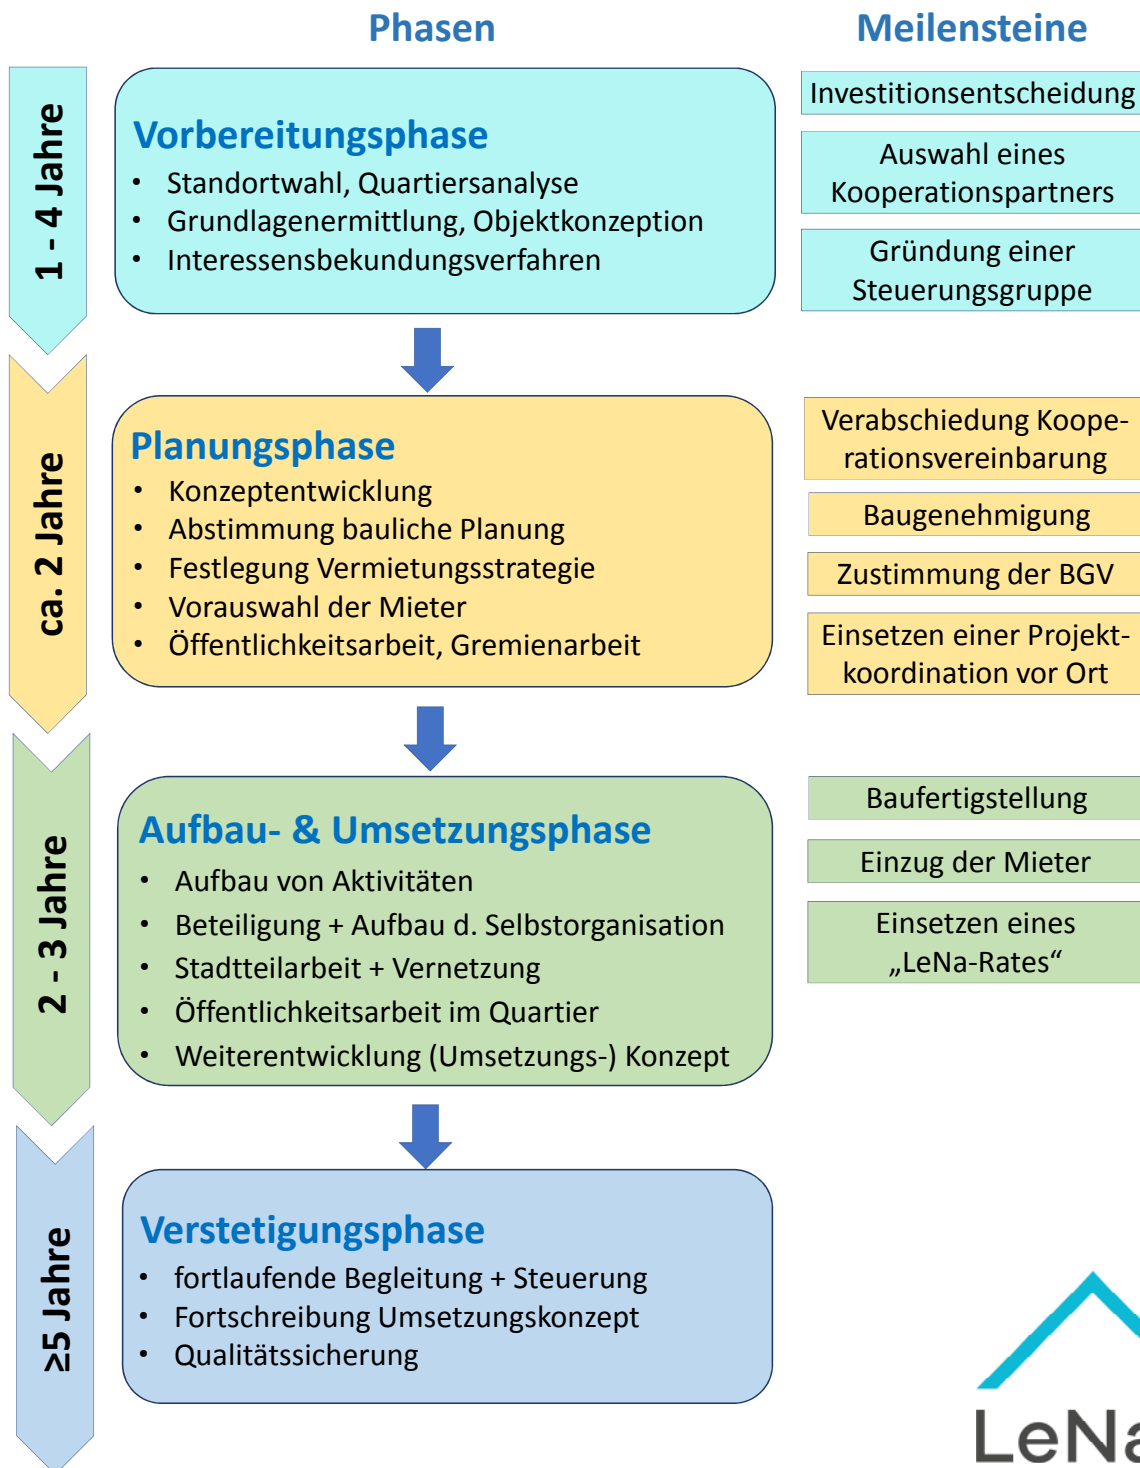 Phasen
Meilensteine
1 - 4 Jahre
Vorbereitungsphase
• Standortwahl, Quartiersanalyse
• Grundlagenermittlung, Objektkonzeption
• Interessensbekundungsverfahren
Investitionsentscheidung
Auswahl eines
Kooperationspartners
Gründung einer
Steuerungsgruppe
ca. 2 Jahre
Planungsphase
• Konzeptentwicklung
• Abstimmung bauliche Planung
• Festlegung Vermietungsstrategie
• Vorauswahl der Mieter
• Öffentlichkeitsarbeit, Gremienarbeit
Verabschiedung Koope-
rationsvereinbarung
Baugenehmigung
Zustimmung der BGV
Einsetzen einer Projekt-
koordination vor Ort
2 - 3 Jahre
Aufbau- & Umsetzungsphase
• Aufbau von Aktivitäten
• Beteiligung + Aufbau d. Selbstorganisation
• Stadtteilarbeit + Vernetzung
• Öffentlichkeitsarbeit im Quartier
• Weiterentwicklung (Umsetzungs-) Konzept
Baufertigstellung
Einzug der Mieter
Einsetzen eines
„LeNa-Rates“
≥5 Jahre
Verstetigungsphase
• fortlaufende Begleitung + Steuerung
• Fortschreibung Umsetzungskonzept
• Qualitätssicherung
LeNa